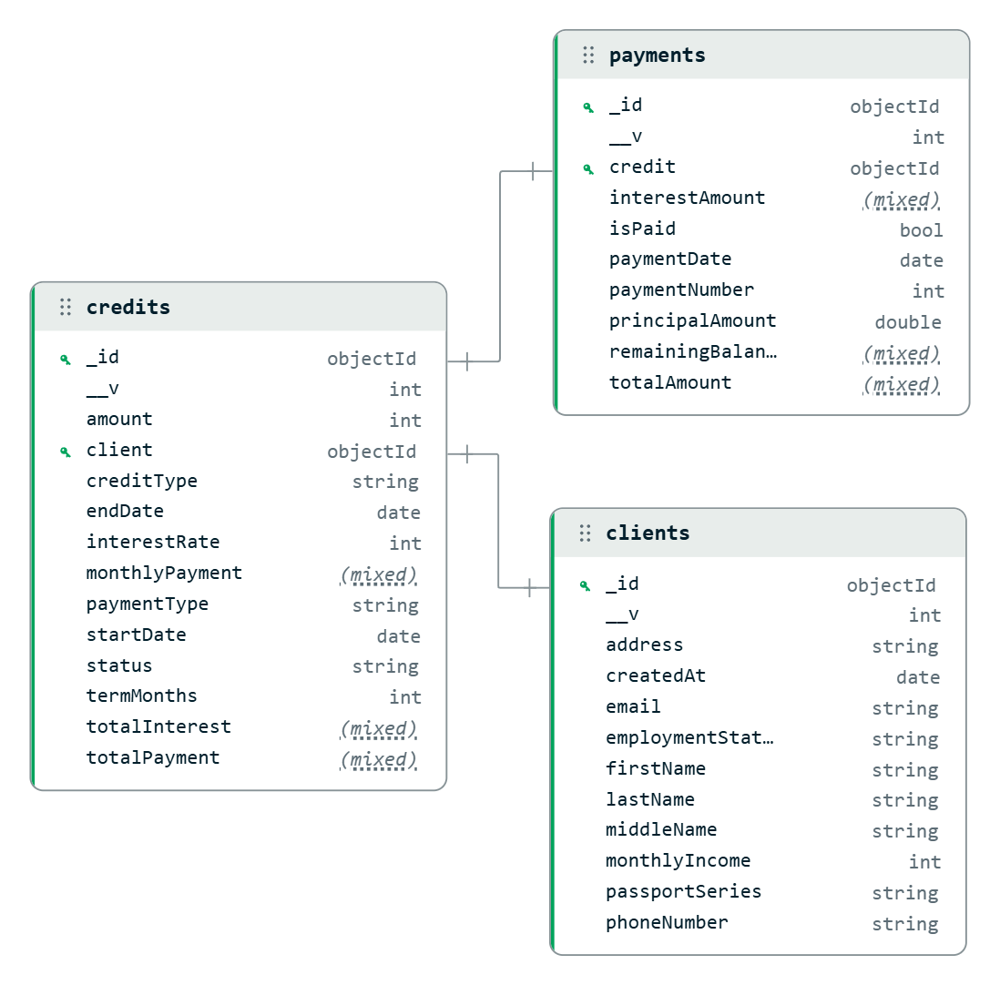 payments
_id objectId
__v int
credit objectId
interestAmount (mixed)
isPaid bool
paymentDate date
paymentNumber int
principalAmount double
remainingBalan… (mixed)
totalAmount (mixed)
credits
_id objectId
__v int
amount int
client objectId
creditType string
endDate date
interestRate int
monthlyPayment (mixed)
paymentType string
startDate date
status string
termMonths int
totalInterest (mixed)
totalPayment (mixed)
clients
_id objectId
__v int
address string
createdAt date
email string
employmentStat… string
firstName string
lastName string
middleName string
monthlyIncome int
passportSeries string
phoneNumber string